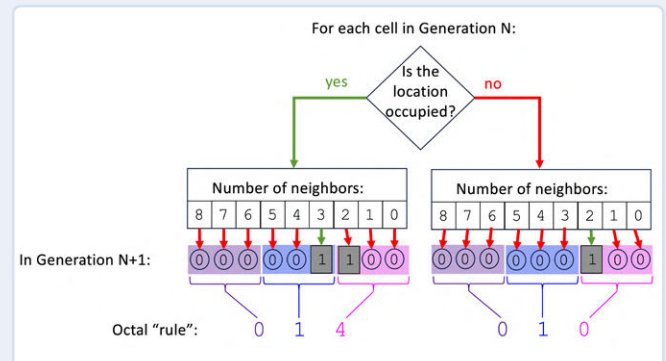 For each cell in Generation N:
Is the
location
occupied?
yes
no
Number of neighbors: Number of neighbors:
8 7 6 5 4 3 2 1 0 8 7 6 5 4 3 2 1 0
In Generation N+1: 0 0 0 0 0 1 1 0 0 0 0 0 0 0 0 1 0 0
Octal “rule”: 0 1 4 0 1 0